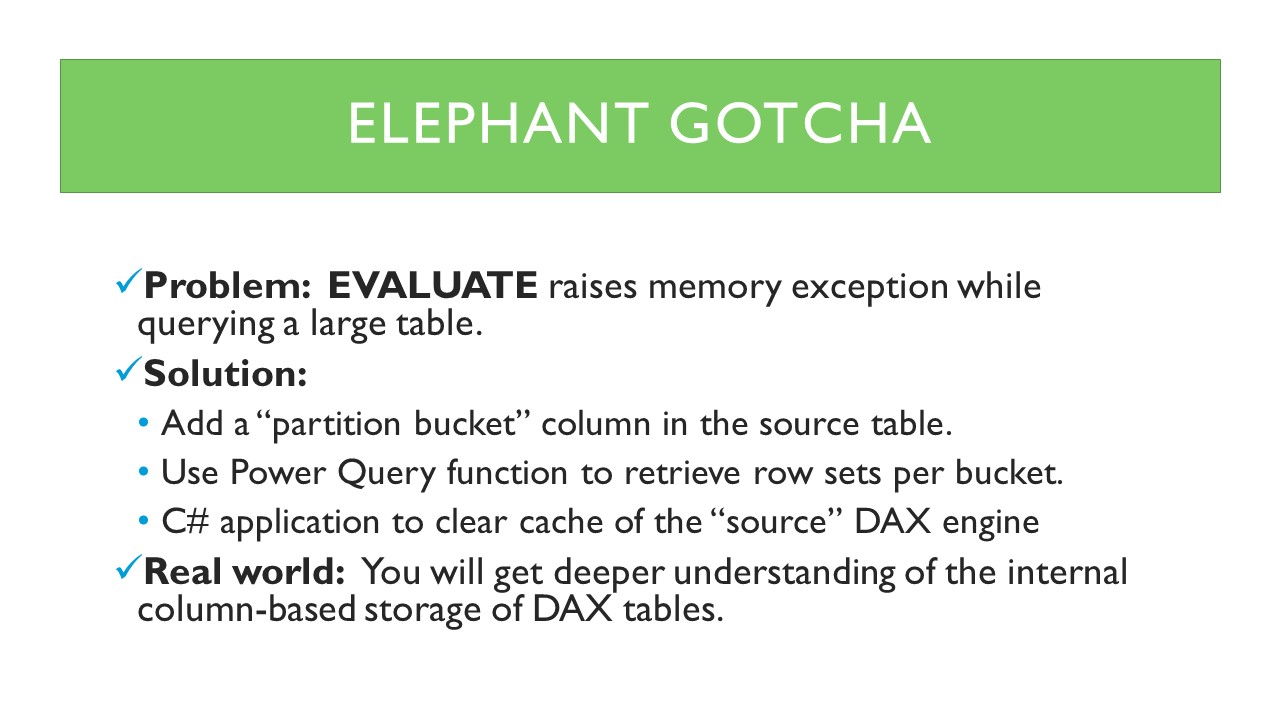 ELEPHANT GOTCHA
✓Problem: EVALUATE raises memory exception while
querying a large table.
✓Solution:
• Add a “partition bucket” column in the source table.
• Use Power Query function to retrieve row sets per bucket.
• C# application to clear cache of the “source” DAX engine
✓Real world: You will get deeper understanding of the internal
column-based storage of DAX tables.